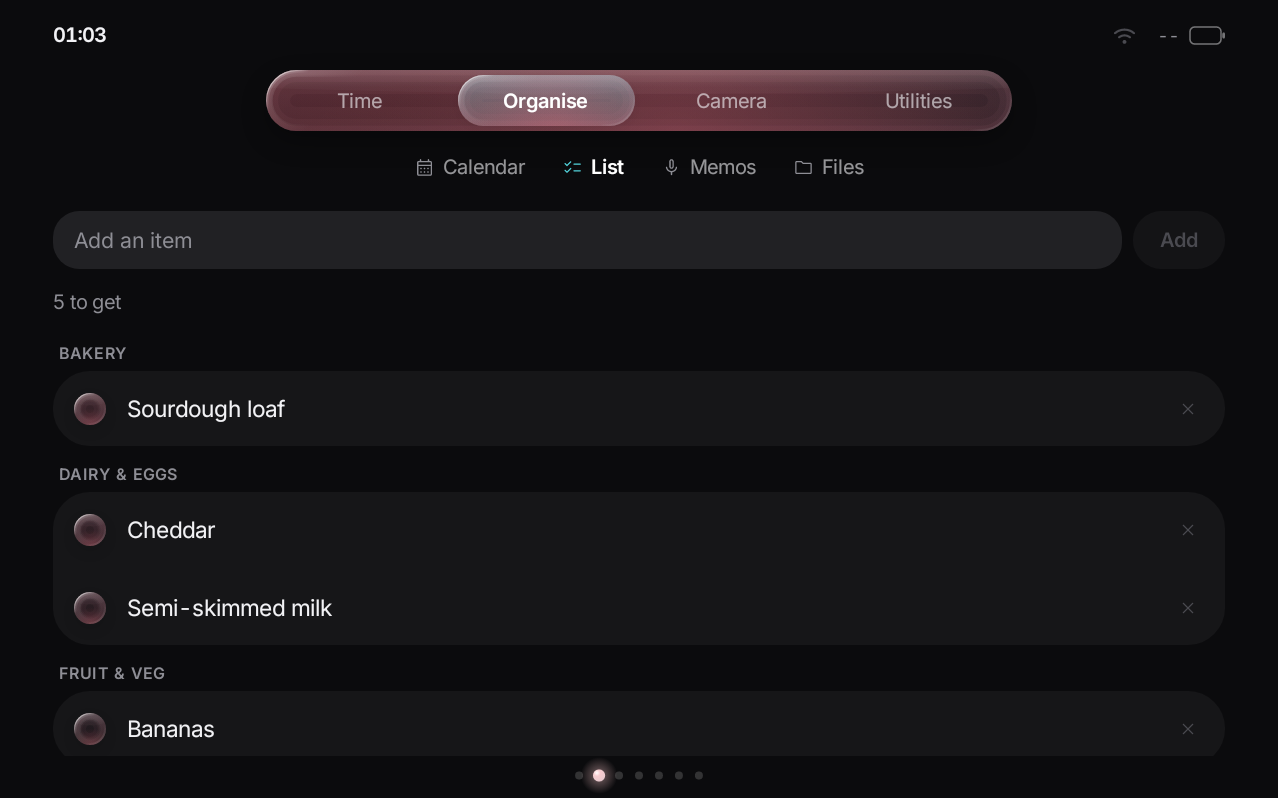 01:03
--
Time Organise Camera Utilities
Calendar List Memos Files
Add an item Add
5 to get
BAKERY
Sourdough loaf
DAIRY & EGGS
Cheddar
Semi-skimmed milk
FRUIT & VEG
Bananas